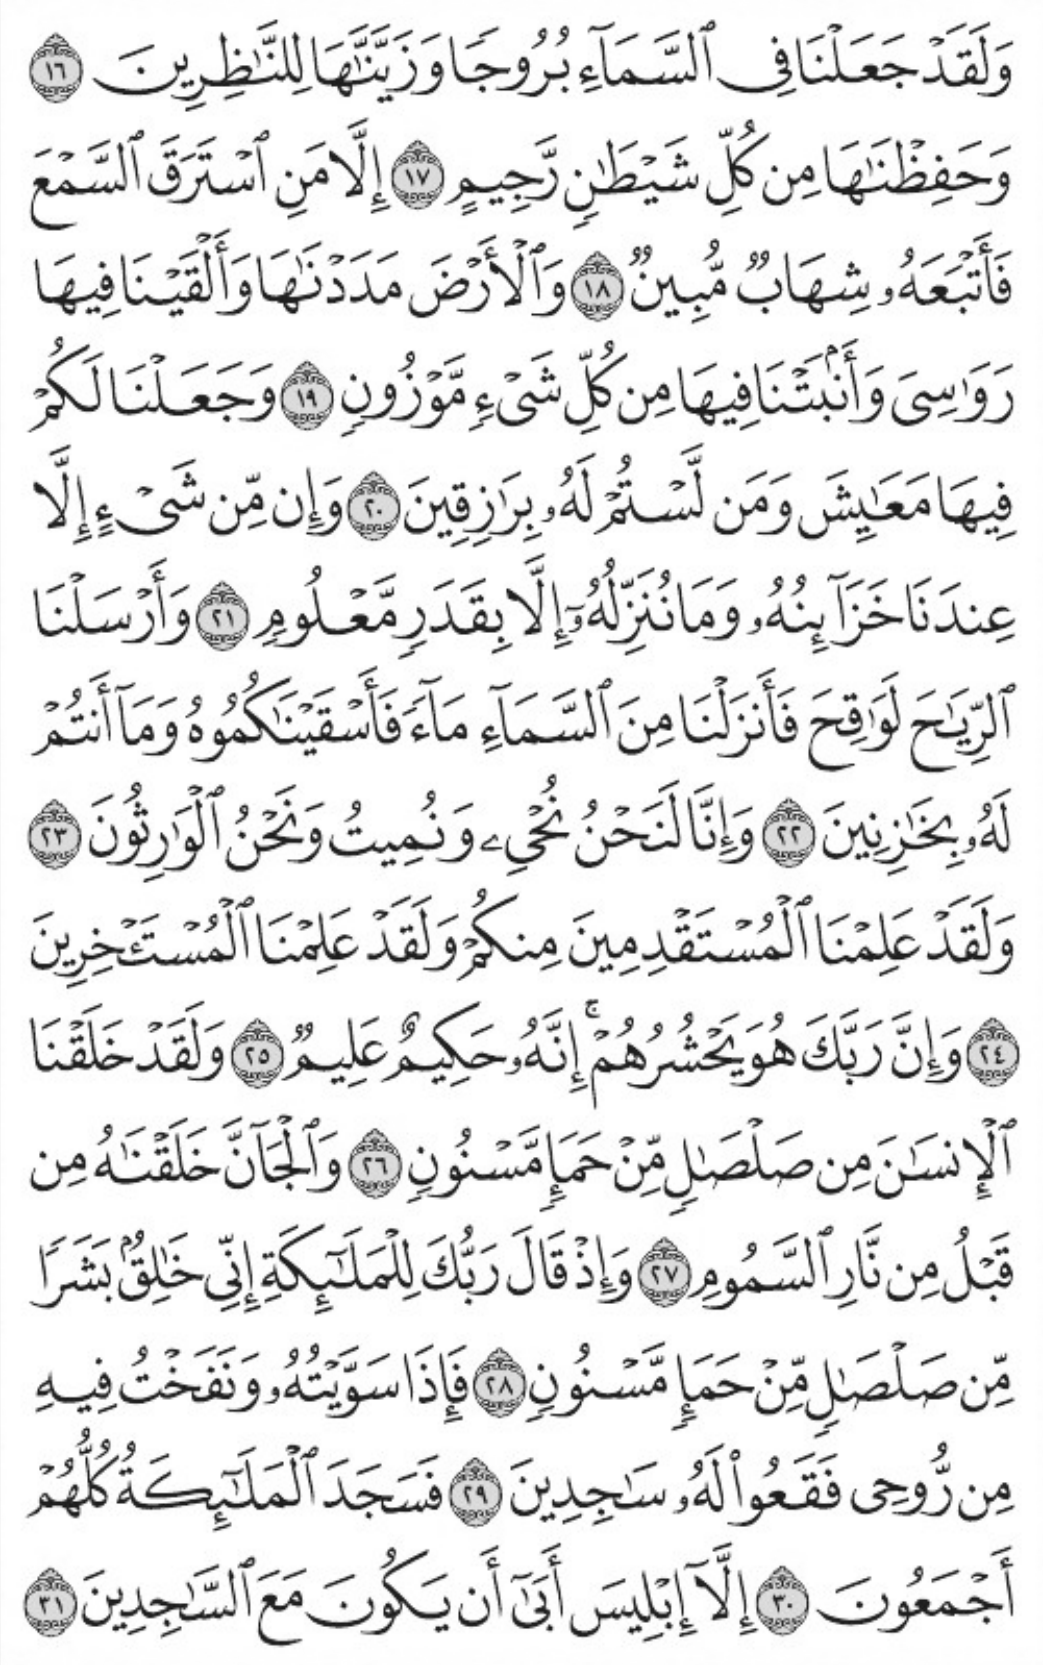 وَلَقَدْ جَعَلْنَا فِى ٱلسَّمَآءِ بُرُوجًا وَزَيَّنَّٰهَا لِلنَّٰظِرِينَ ١٦
وَحَفِظْنَٰهَا مِن كُلِّ شَيْطَٰنٍ رَّجِيمٍ ١٧ إِلَّا مَنِ ٱسْتَرَقَ ٱلسَّمْعَ
فَأَتْبَعَهُۥ شِهَابٌ مُّبِينٌ ١٨ وَٱلْأَرْضَ مَدَدْنَٰهَا وَأَلْقَيْنَا فِيهَا
رَوَٰسِىَ وَأَنۢبَتْنَا فِيهَا مِن كُلِّ شَىْءٍ مَّوْزُونٍ ١٩ وَجَعَلْنَا لَكُمْ
فِيهَا مَعَٰيِشَ وَمَن لَّسْتُمْ لَهُۥ بِرَٰزِقِينَ ٢٠ وَإِن مِّن شَىْءٍ إِلَّا
عِندَنَا خَزَآئِنُهُۥ وَمَا نُنَزِّلُهُۥٓ إِلَّا بِقَدَرٍ مَّعْلُومٍ ٢١ وَأَرْسَلْنَا
ٱلرِّيَٰحَ لَوَٰقِحَ فَأَنزَلْنَا مِنَ ٱلسَّمَآءِ مَآءً فَأَسْقَيْنَٰكُمُوهُ وَمَآ أَنتُمْ
لَهُۥ بِخَٰزِنِينَ ٢٢ وَإِنَّا لَنَحْنُ نُحْىِۦ وَنُمِيتُ وَنَحْنُ ٱلْوَٰرِثُونَ ٢٣
وَلَقَدْ عَلِمْنَا ٱلْمُسْتَقْدِمِينَ مِنكُمْ وَلَقَدْ عَلِمْنَا ٱلْمُسْتَـْٔخِرِينَ
٢٤ وَإِنَّ رَبَّكَ هُوَ يَحْشُرُهُمْ ۚ إِنَّهُۥ حَكِيمٌ عَلِيمٌ ٢٥ وَلَقَدْ خَلَقْنَا
ٱلْإِنسَٰنَ مِن صَلْصَٰلٍ مِّنْ حَمَإٍ مَّسْنُونٍ ٢٦ وَٱلْجَآنَّ خَلَقْنَٰهُ مِن
قَبْلُ مِن نَّارِ ٱلسَّمُومِ ٢٧ وَإِذْ قَالَ رَبُّكَ لِلْمَلَٰٓئِكَةِ إِنِّى خَٰلِقٌۢ بَشَرًا
مِّن صَلْصَٰلٍ مِّنْ حَمَإٍ مَّسْنُونٍ ٢٨ فَإِذَا سَوَّيْتُهُۥ وَنَفَخْتُ فِيهِ
مِن رُّوحِى فَقَعُوا۟ لَهُۥ سَٰجِدِينَ ٢٩ فَسَجَدَ ٱلْمَلَٰٓئِكَةُ كُلُّهُمْ
أَجْمَعُونَ ٣٠ إِلَّآ إِبْلِيسَ أَبَىٰٓ أَن يَكُونَ مَعَ ٱلسَّٰجِدِينَ ٣١